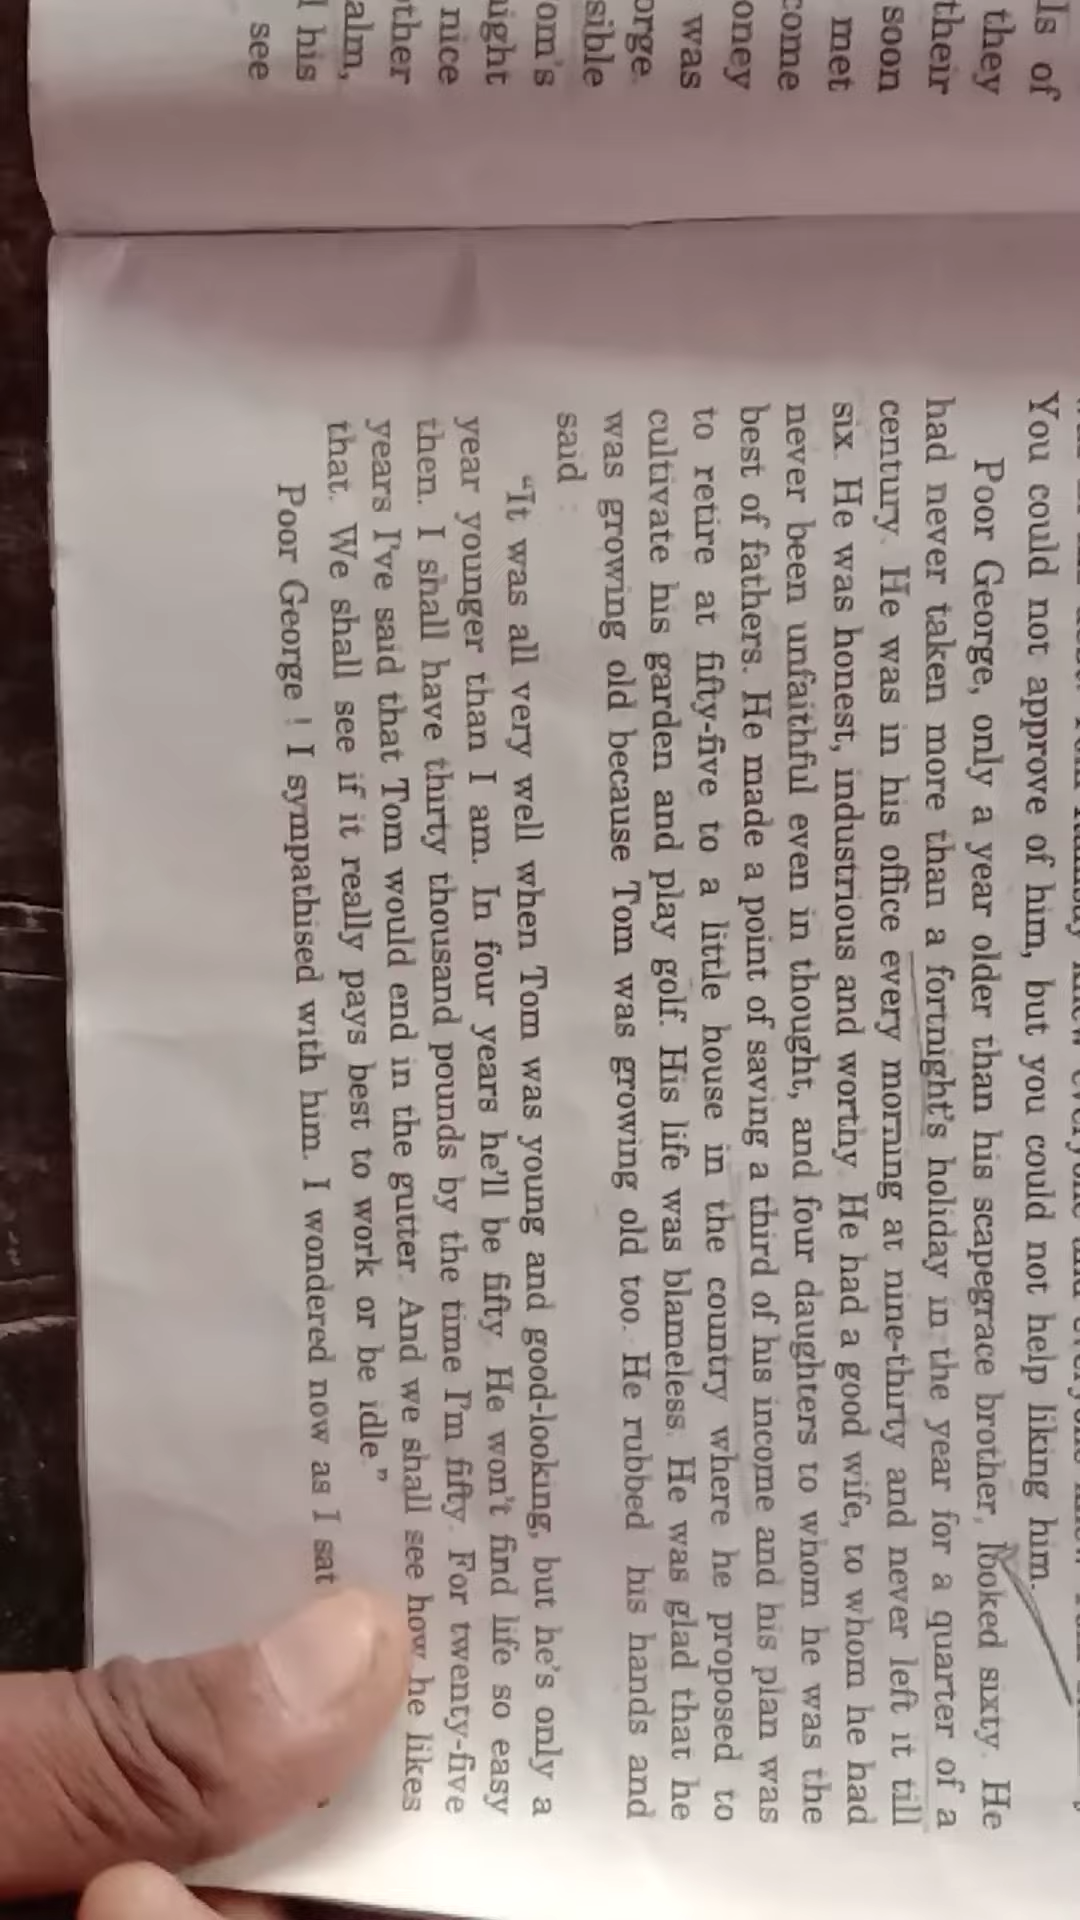 ls of
they
their
soon
met
come
oney
was
orge
sible
om's
ight
nice
other
alm,
l his
see
You could not approve of him, but you could not help liking him.
Poor George, only a year older than his scapegrace brother, looked sixty. He
had never taken more than a fortnight's holiday in the year for a quarter of a
century. He was in his office every morning at nine-thirty and never left it till
six. He was honest, industrious and worthy. He had a good wife, to whom he had
never been unfaithful even in thought, and four daughters to whom he was the
best of fathers. He made a point of saving a third of his income and his plan was
to retire at fifty-five to a little house in the country where he proposed to
cultivate his garden and play golf. His life was blameless. He was glad that he
was growing old because Tom was growing old too. He rubbed his hands and
said :
"It was all very well when Tom was young and good-looking, but he's only a
year younger than I am. In four years he'll be fifty. He won't find life so easy
then. I shall have thirty thousand pounds by the time I'm fifty. For twenty-five
years I've said that Tom would end in the gutter. And we shall see how he likes
that. We shall see if it really pays best to work or be idle."
Poor George ! I sympathised with him. I wondered now as I sat